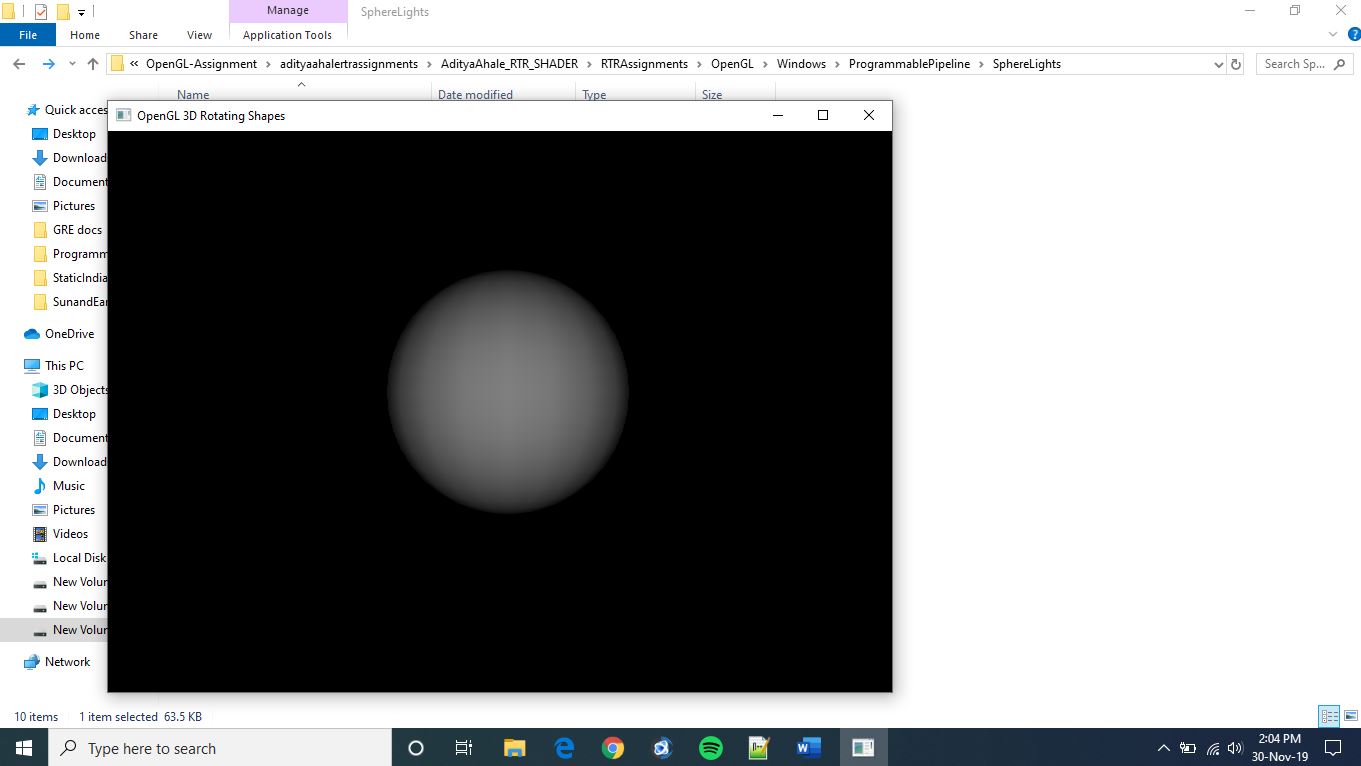 Manage SphereLights
File Home Share View Application Tools
« OpenGL-Assignment › adityaahalertrassignments › AdityaAhale_RTR_SHADER › RTRAssignments › OpenGL › Windows › ProgrammablePipeline › SphereLights Search Sp...
Name Date modified Type Size
OpenGL 3D Rotating Shapes
Quick acces
Desktop
Download
Document
Pictures
GRE docs
Programm
StaticIndia
SunandEar
OneDrive
This PC
3D Objects
Desktop
Document
Download
Music
Pictures
Videos
Local Disk
New Volur
New Volur
New Volur
Network
10 items 1 item selected 63.5 KB
Type here to search
2:04 PM
30-Nov-19